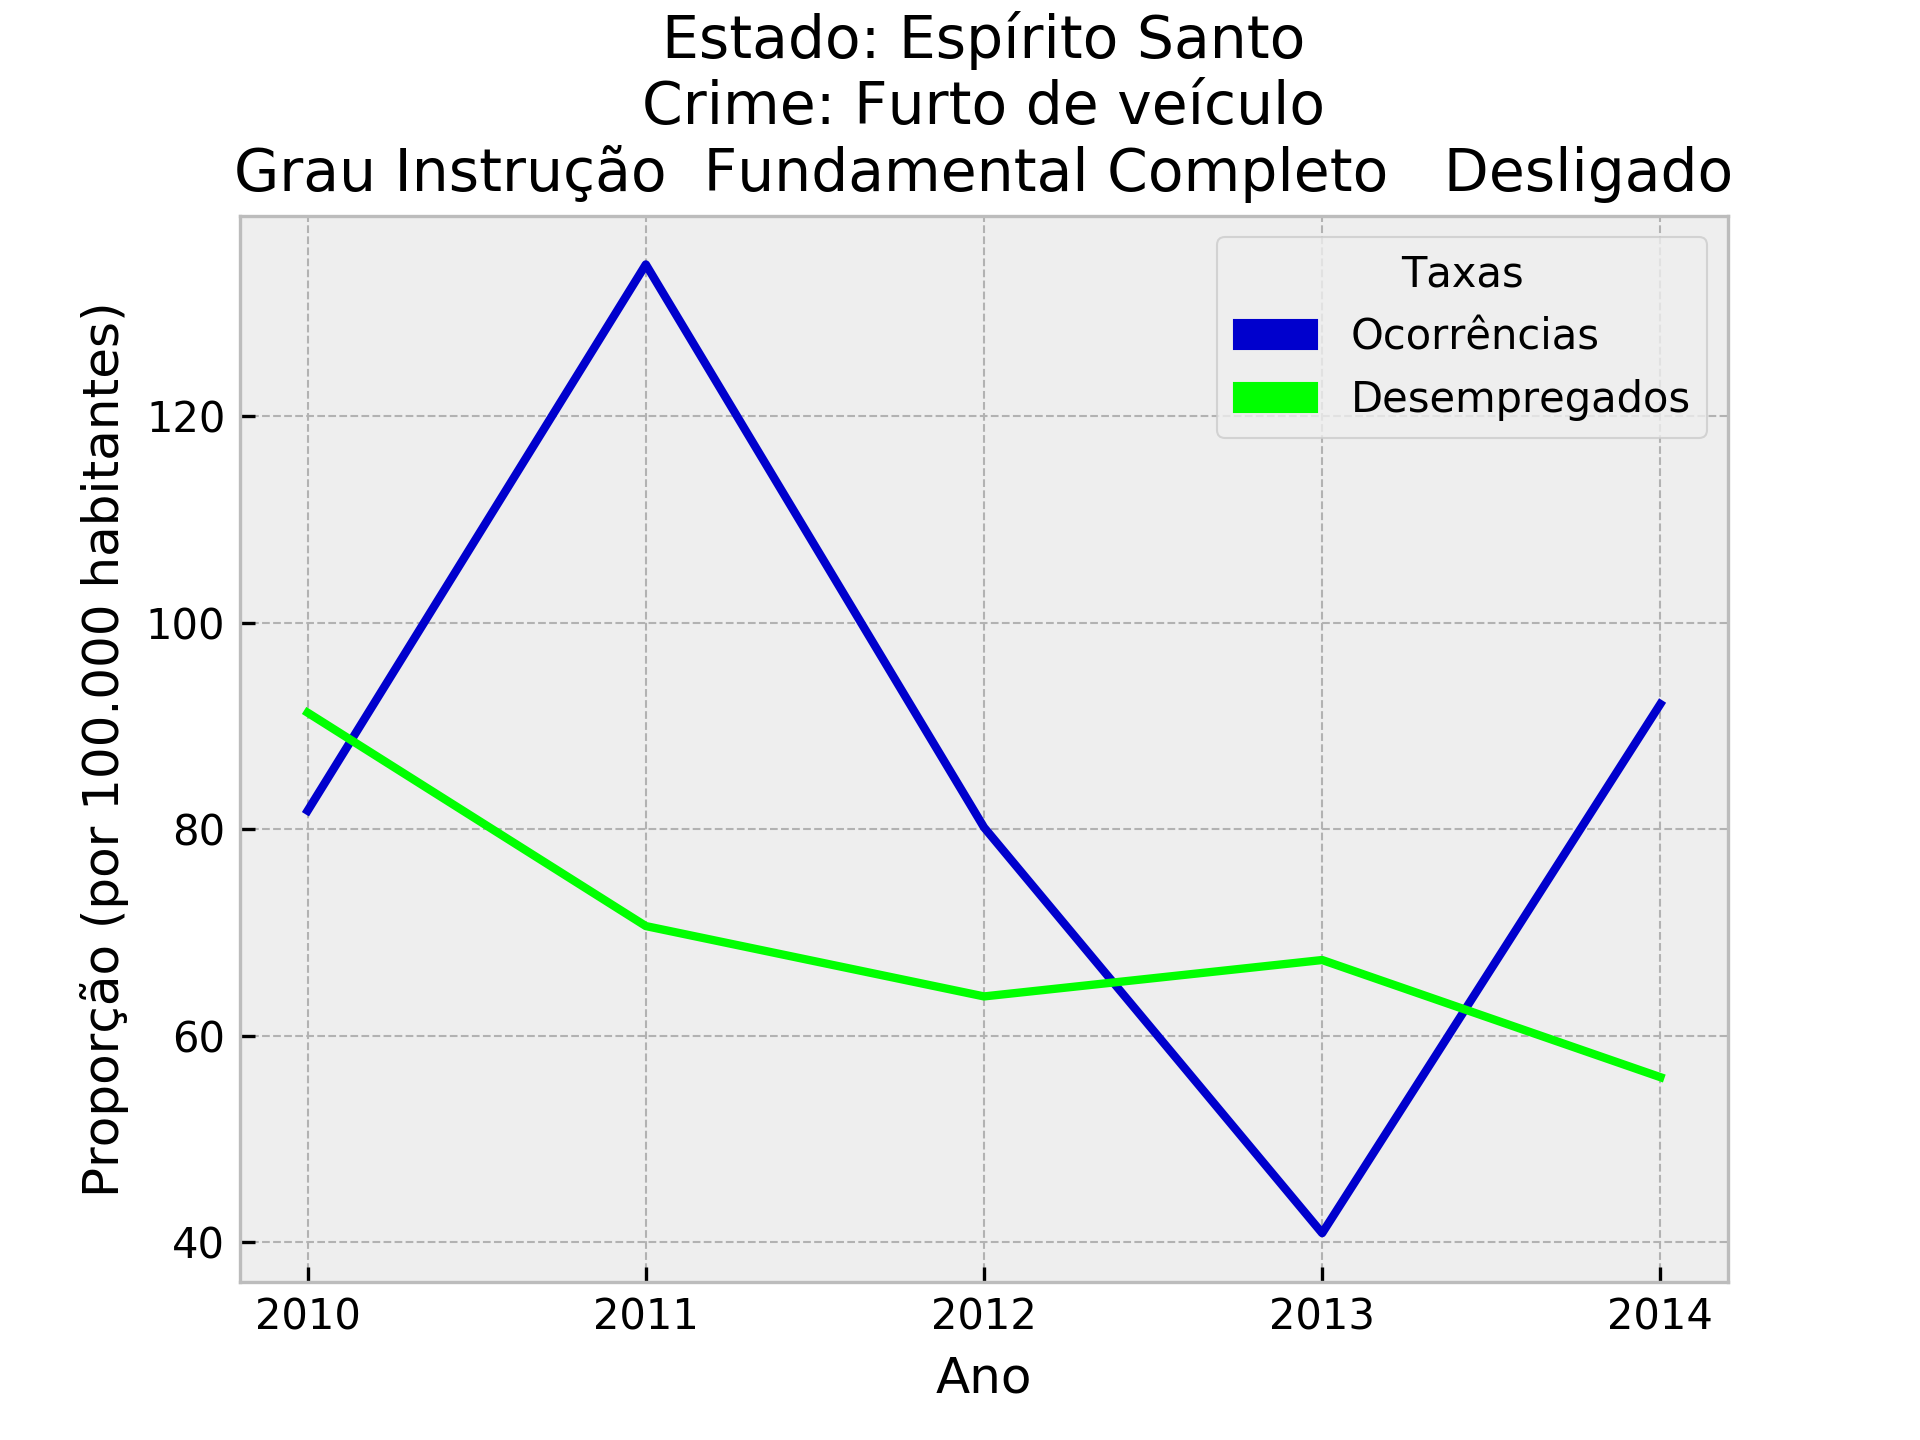 Estado: Espírito Santo
Crime: Furto de veículo
Grau Instrução  Fundamental Completo   Desligado
Taxas
Ocorrências
Desempregados
Proporção (por 100.000 habitantes)
120
100
80
60
40
2010 2011 2012 2013 2014
Ano